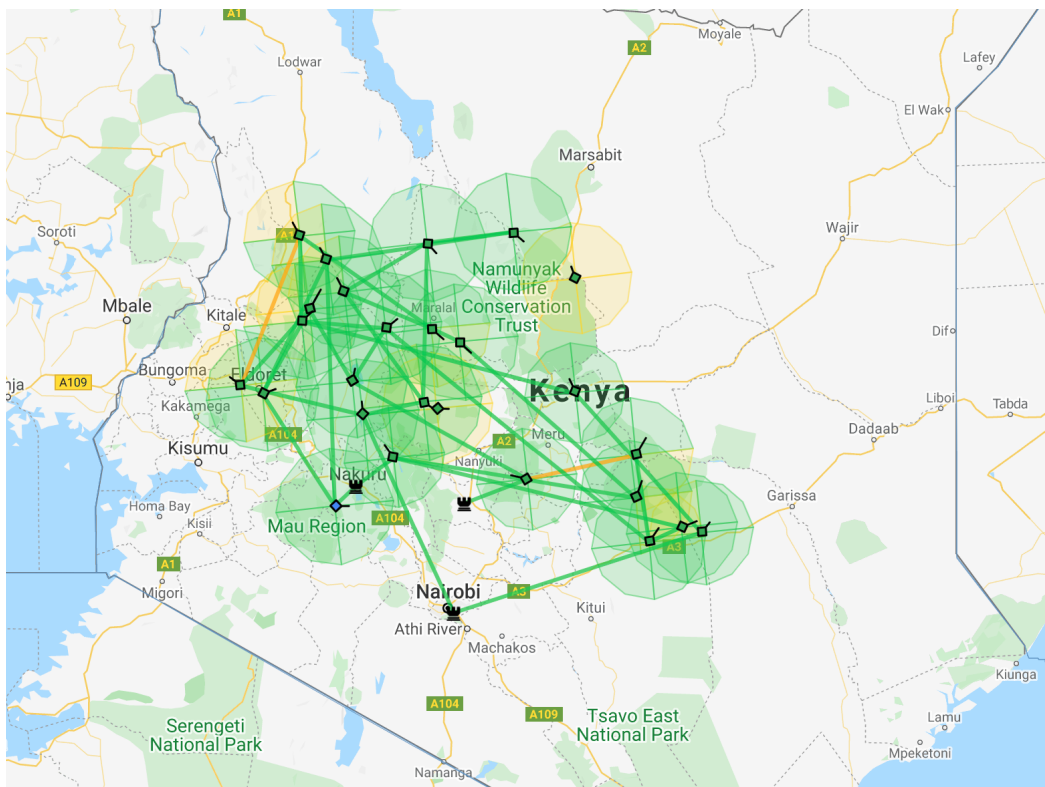 A1
Moyale
A2
Lodwar
Lafey
El Wak
Marsabit
Soroti
A1
Wajir
Namunyak
Wildlife
Conservation
Trust
Mbale
Kitale
Maralal
Dif
Bungoma
Eldoret
Kenya
A109
Kakamega
Liboi
Tabda
A104
Meru
Dadaab
Kisumu
A2
Nanyuki
Nakuru
Garissa
Homa Bay
Mau Region
A104
Kisii
A3
A1
Migori
Nairobi
A3
Kitui
Athi River
Machakos
Kiunga
A104
A109
Tsavo East
National Park
Serengeti
National Park
Lamu
Mpeketoni
Namanga